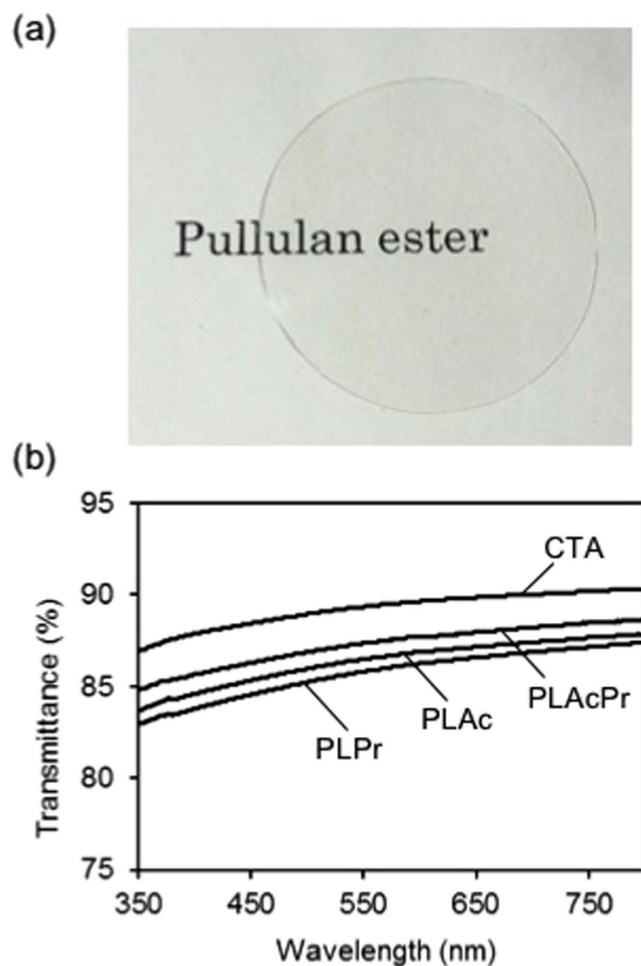 (a)
Pullulan ester
(b)
95
90
85
80
75
Transmittance (%)
CTA
PLAcPr
PLAc
PLPr
350
450
550
650
750
Wavelength (nm)